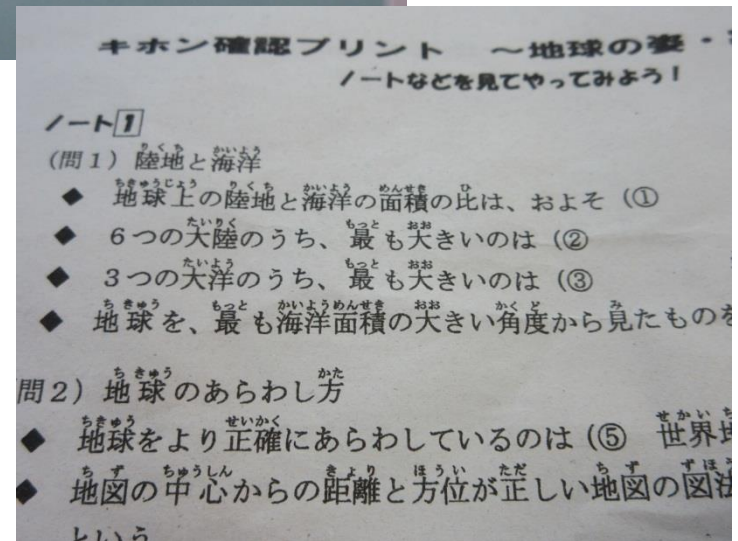 キホン確認プリント ～地球の姿・
ノートなどを見てやってみよう！
ノート1
(問1) 陸地と海洋
◆ 地球上の陸地と海洋の面積の比は、およそ (①
◆ 6つの大陸のうち、最も大きいのは (②
◆ 3つの大洋のうち、最も大きいのは (③
◆ 地球を、最も海洋面積の大きい角度から見たものを
問2) 地球のあらわし方
◆ 地球をより正確にあらわしているのは (⑤ 世界地
◆ 地図の中心からの距離と方位が正しい地図の図法
という